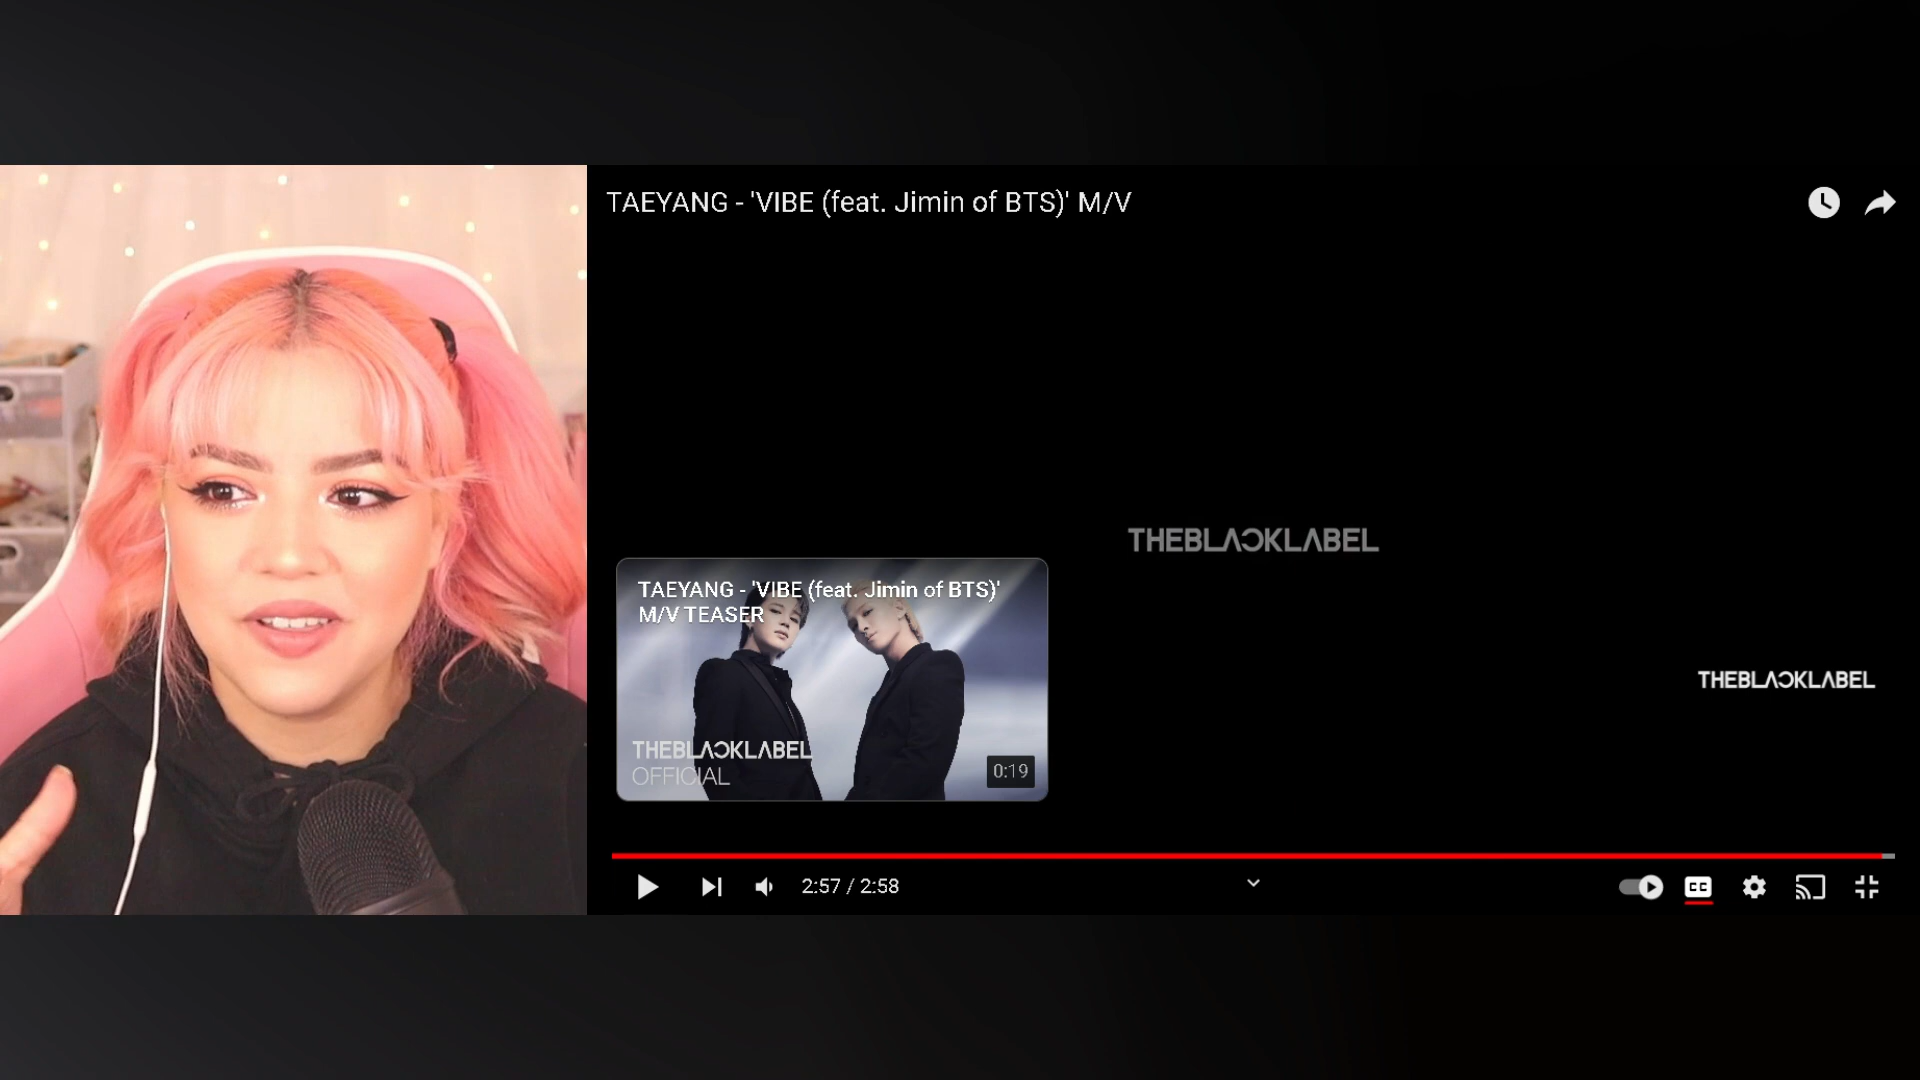 TAEYANG - 'VIBE (feat. Jimin of BTS)' M/V
THEBLACKLABEL
TAEYANG - 'VIBE (feat. Jimin of BTS)'
M/V TEASER
THEBLACKLABEL
OFFICIAL
0:19
THEBLACKLABEL
2:57 / 2:58
CC